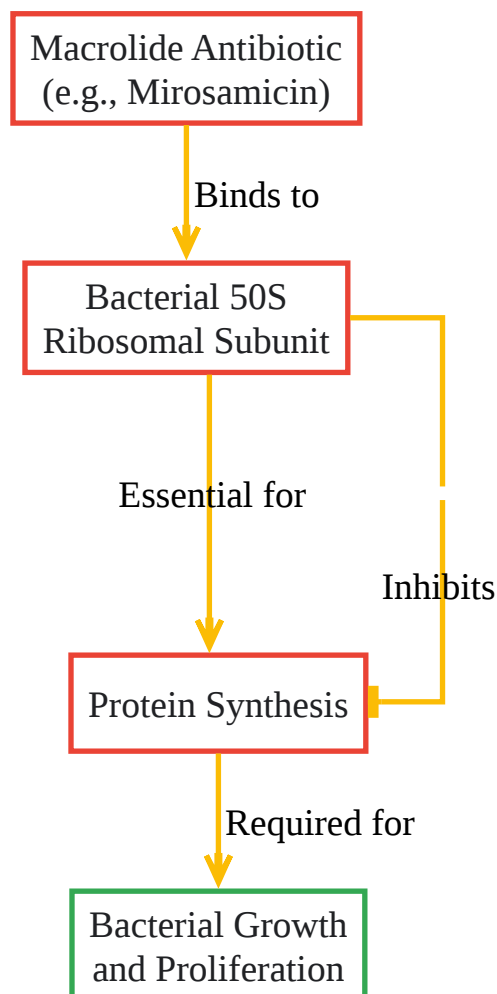 Macrolide Antibiotic
(e.g., Mirosamicin)
Binds to
Bacterial 50S
Ribosomal Subunit
Essential for
Inhibits
Protein Synthesis
Required for
Bacterial Growth
and Proliferation